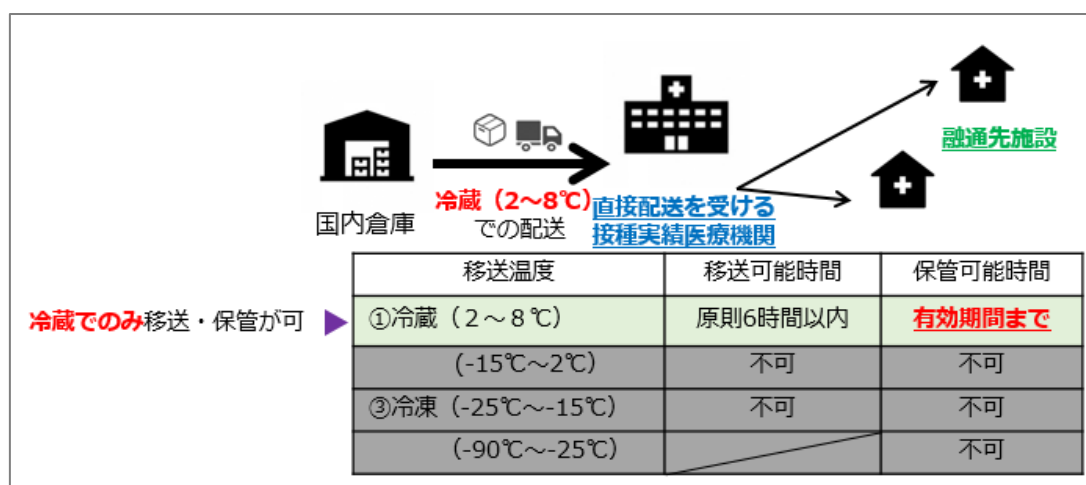 融通先施設
冷蔵（2～8℃）
での配送
国内倉庫
直接配送を受ける
接種実績医療機関
移送温度 移送可能時間 保管可能時間
冷蔵でのみ移送・保管が可 ①冷蔵（２～８℃） 原則6時間以内 有効期間まで
(-15℃～2℃) 不可 不可
③冷凍（-25℃～-15℃） 不可 不可
(-90℃～-25℃) 不可